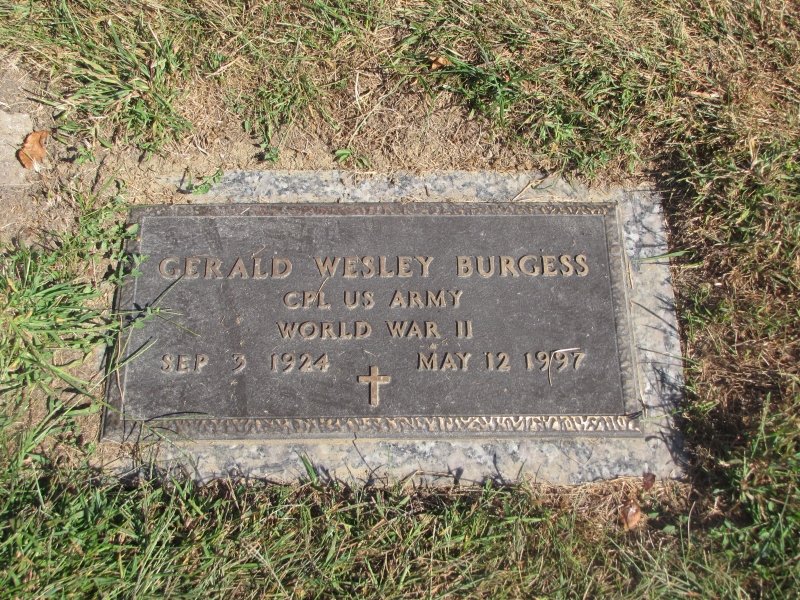 GERALD WESLEY BURGESS
CPL US ARMY
WORLD WAR II
SEP 3 1924 MAY 12 1997